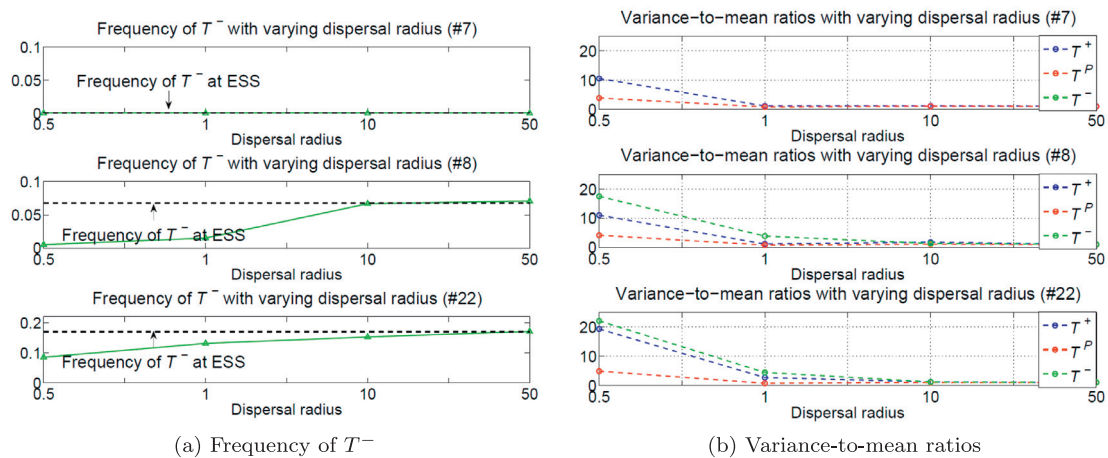 Frequency of T⁻ with varying dispersal radius (#7)
0.1
0.05
0
Frequency of T⁻ at ESS
0.5 1 10 50
Dispersal radius
Frequency of T⁻ with varying dispersal radius (#8)
0.1
0.05
0
Frequency of T⁻ at ESS
0.5 1 10 50
Dispersal radius
Frequency of T⁻ with varying dispersal radius (#22)
0.2
0.1
0
Frequency of T⁻ at ESS
0.5 1 10 50
Dispersal radius
(a) Frequency of T⁻
Variance−to−mean ratios with varying dispersal radius (#7)
20
10
0
T⁺
Tᴾ
T⁻
0.5 1 10 50
Dispersal radius
Variance−to−mean ratios with varying dispersal radius (#8)
20
10
0
T⁺
Tᴾ
T⁻
0.5 1 10 50
Dispersal radius
Variance−to−mean ratios with varying dispersal radius (#22)
20
10
0
T⁺
Tᴾ
T⁻
0.5 1 10 50
Dispersal radius
(b) Variance-to-mean ratios